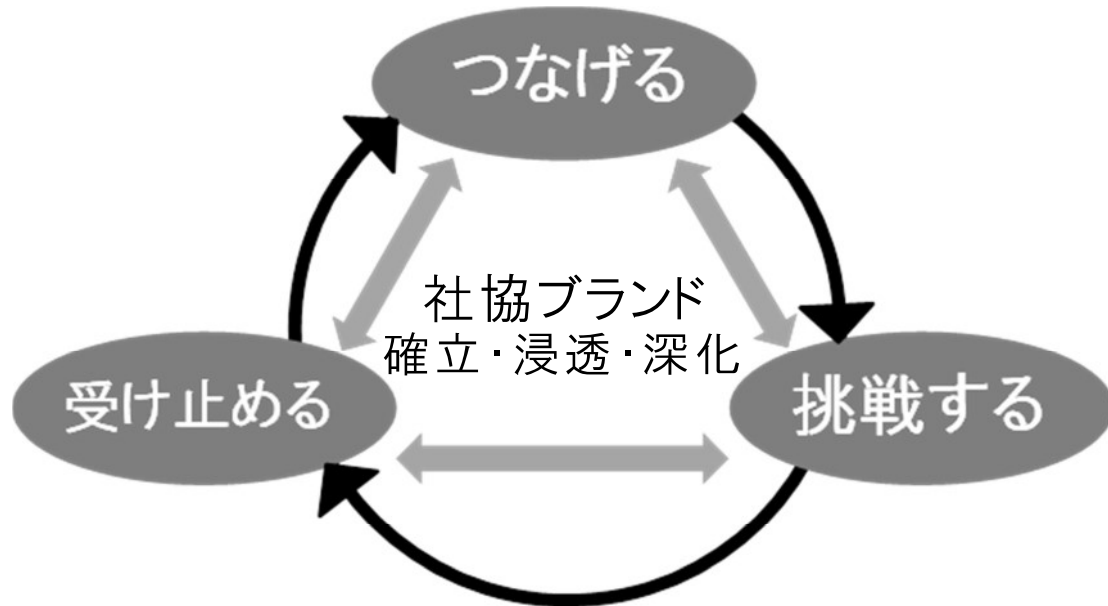 つなげる
社協ブランド
確立・浸透・深化
受け止める
挑戦する